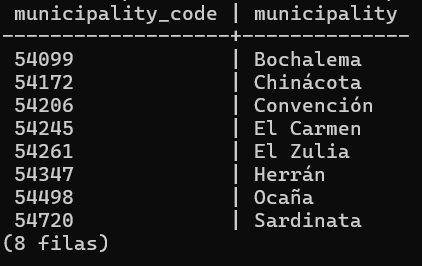 municipality_code | municipality
------------------+--------------
54099 | Bochalema
54172 | Chinácota
54206 | Convención
54245 | El Carmen
54261 | El Zulia
54347 | Herrán
54498 | Ocaña
54720 | Sardinata
(8 filas)